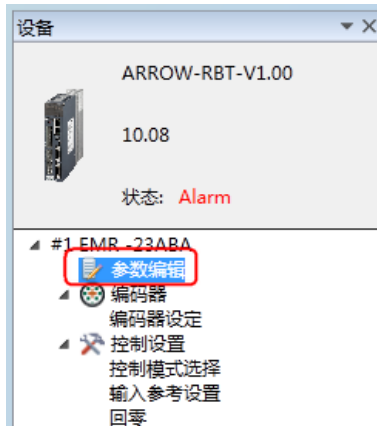 设备
ARROW-RBT-V1.00
10.08
状态: Alarm
#1 EMR -23ABA
参数编辑
编码器
编码器设定
控制设置
控制模式选择
输入参考设置
回零